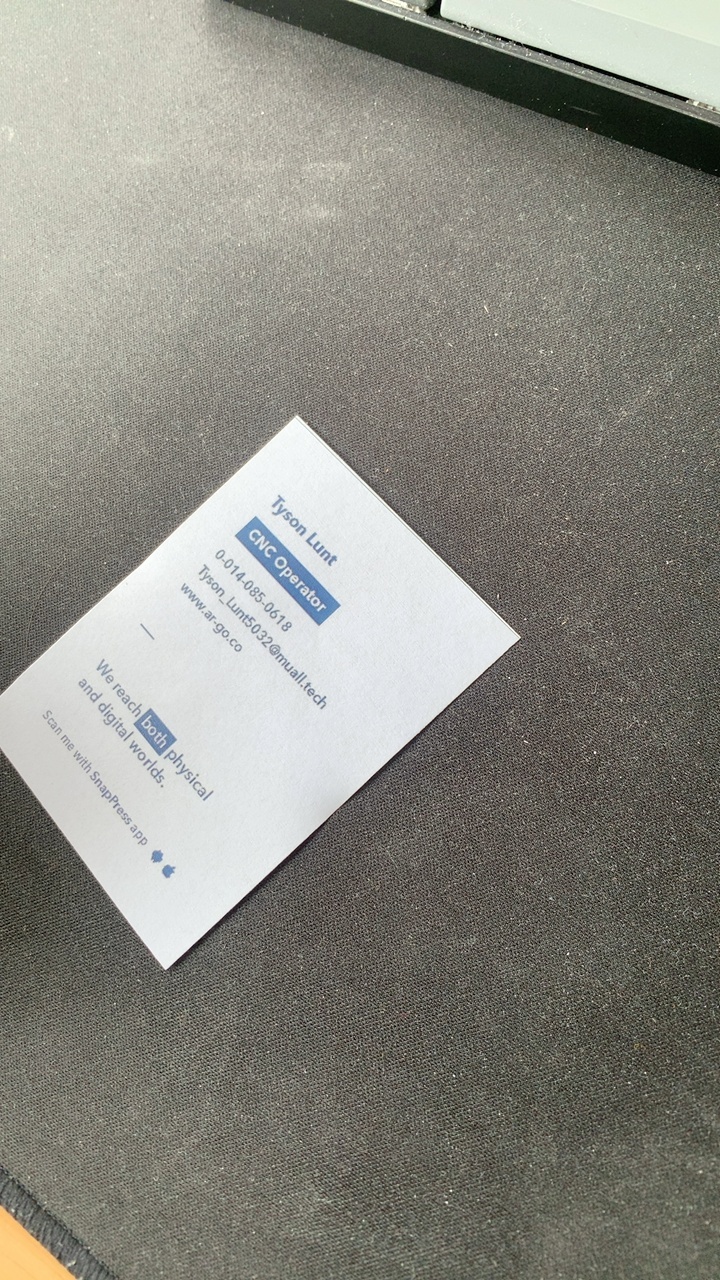 Tyson Lunt
CNC Operator
0-014-085-0618
Tyson_Lunt5032@muall.tech
www.ar-go.co
We reach both physical
and digital worlds.
Scan me with SnapPress app